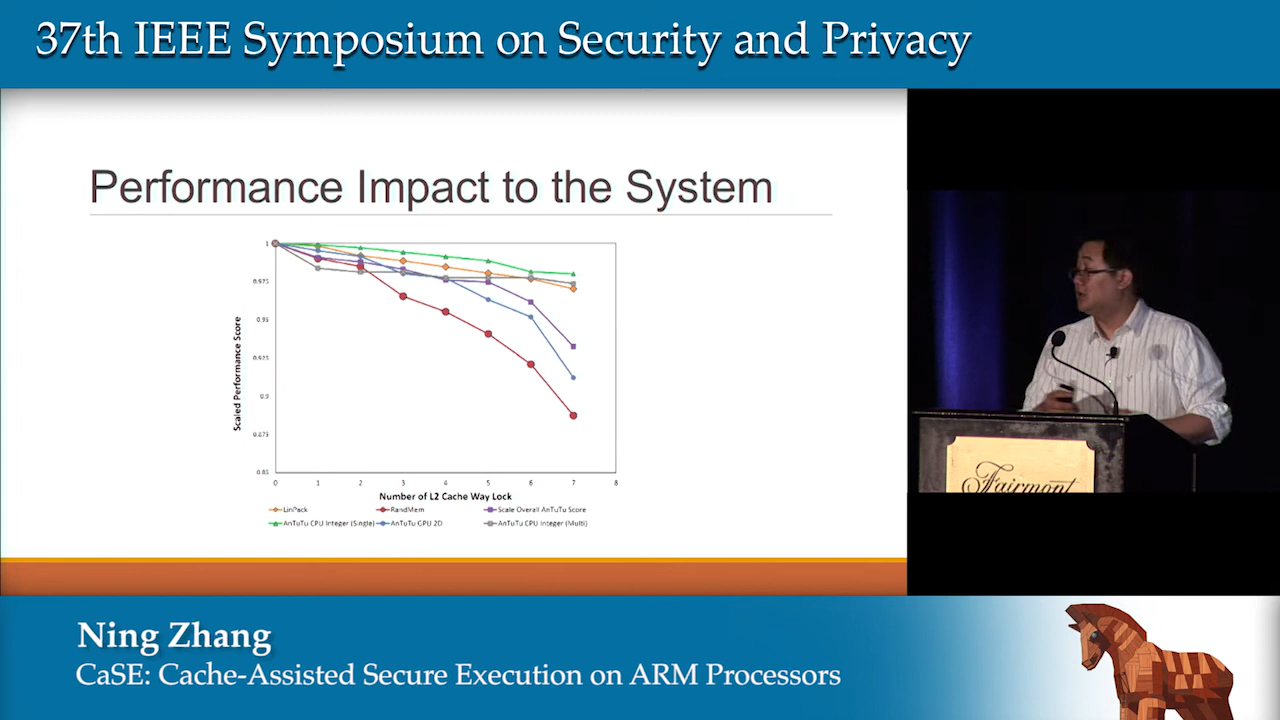 37th IEEE Symposium on Security and Privacy
Performance Impact to the System
Scaled Performance Score
1
0.975
0.95
0.925
0.9
0.875
0.85
0 1 2 3 4 5 6 7 8
Number of L2 Cache Way Lock
LinPack RandMem Scale Overall AnTuTu Score
AnTuTu CPU Integer (Single) AnTuTu GPU 2D AnTuTu CPU Integer (Multi)
Fairmont
Ning Zhang
CaSE: Cache-Assisted Secure Execution on ARM Processors